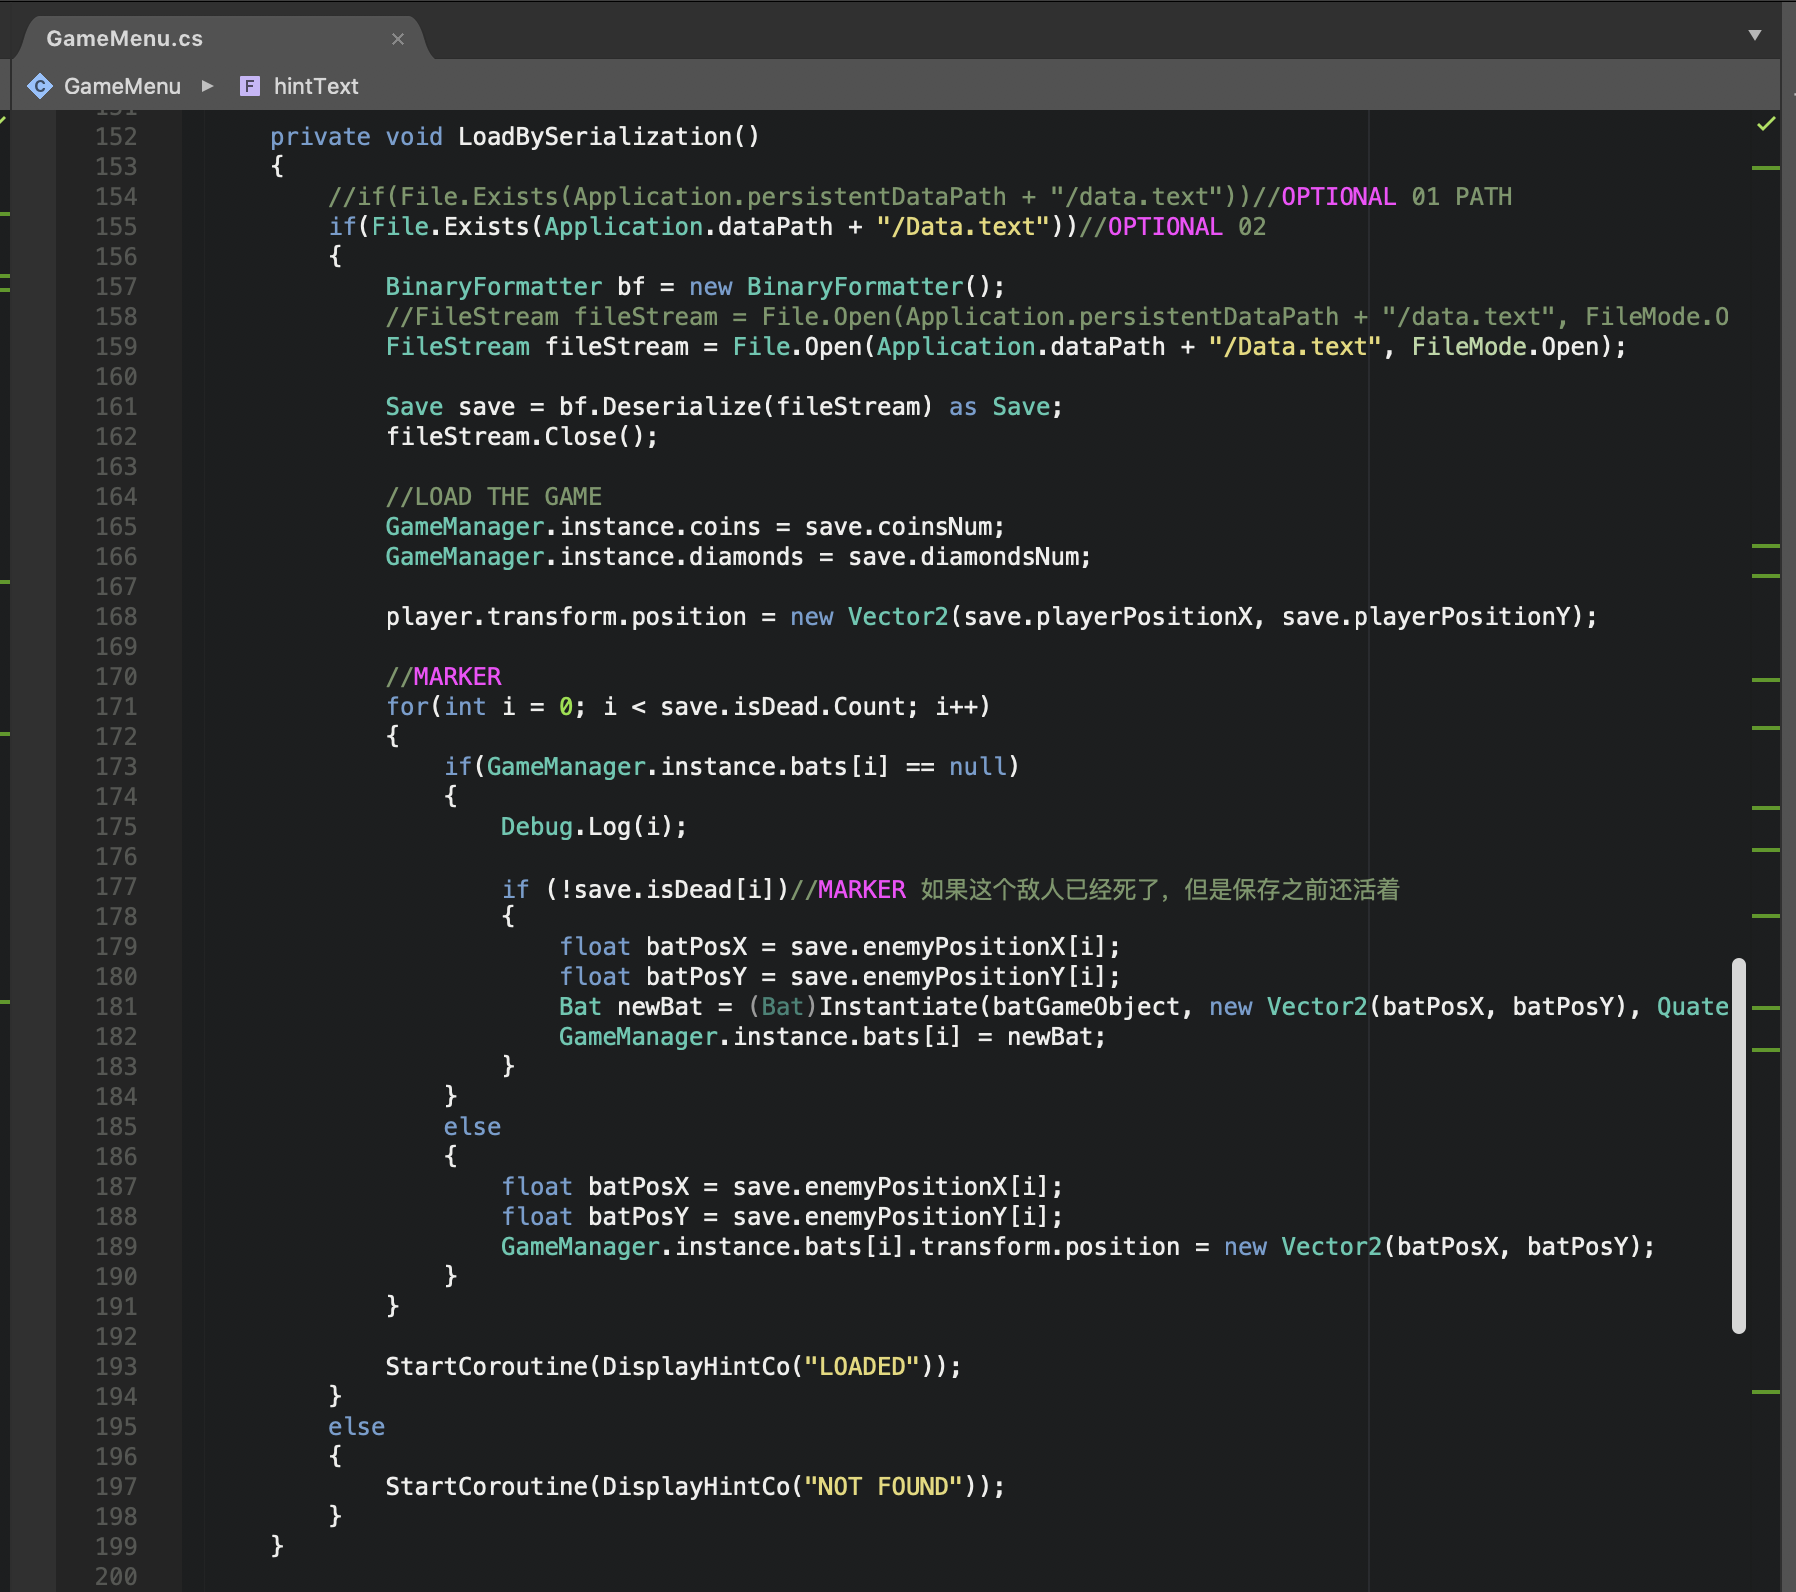 GameMenu.cs
GameMenu hintText
152 private void LoadBySerialization()
153 {
154 //if(File.Exists(Application.persistentDataPath + "/data.text"))//OPTIONAL 01 PATH
155 if(File.Exists(Application.dataPath + "/Data.text"))//OPTIONAL 02
156 {
157 BinaryFormatter bf = new BinaryFormatter();
158 //FileStream fileStream = File.Open(Application.persistentDataPath + "/data.text", FileMode.O
159 FileStream fileStream = File.Open(Application.dataPath + "/Data.text", FileMode.Open);
160
161 Save save = bf.Deserialize(fileStream) as Save;
162 fileStream.Close();
163
164 //LOAD THE GAME
165 GameManager.instance.coins = save.coinsNum;
166 GameManager.instance.diamonds = save.diamondsNum;
167
168 player.transform.position = new Vector2(save.playerPositionX, save.playerPositionY);
169
170 //MARKER
171 for(int i = 0; i < save.isDead.Count; i++)
172 {
173 if(GameManager.instance.bats[i] == null)
174 {
175 Debug.Log(i);
176
177 if (!save.isDead[i])//MARKER 如果这个敌人已经死了，但是保存之前还活着
178 {
179 float batPosX = save.enemyPositionX[i];
180 float batPosY = save.enemyPositionY[i];
181 Bat newBat = (Bat)Instantiate(batGameObject, new Vector2(batPosX, batPosY), Quate
182 GameManager.instance.bats[i] = newBat;
183 }
184 }
185 else
186 {
187 float batPosX = save.enemyPositionX[i];
188 float batPosY = save.enemyPositionY[i];
189 GameManager.instance.bats[i].transform.position = new Vector2(batPosX, batPosY);
190 }
191 }
192
193 StartCoroutine(DisplayHintCo("LOADED"));
194 }
195 else
196 {
197 StartCoroutine(DisplayHintCo("NOT FOUND"));
198 }
199 }
200